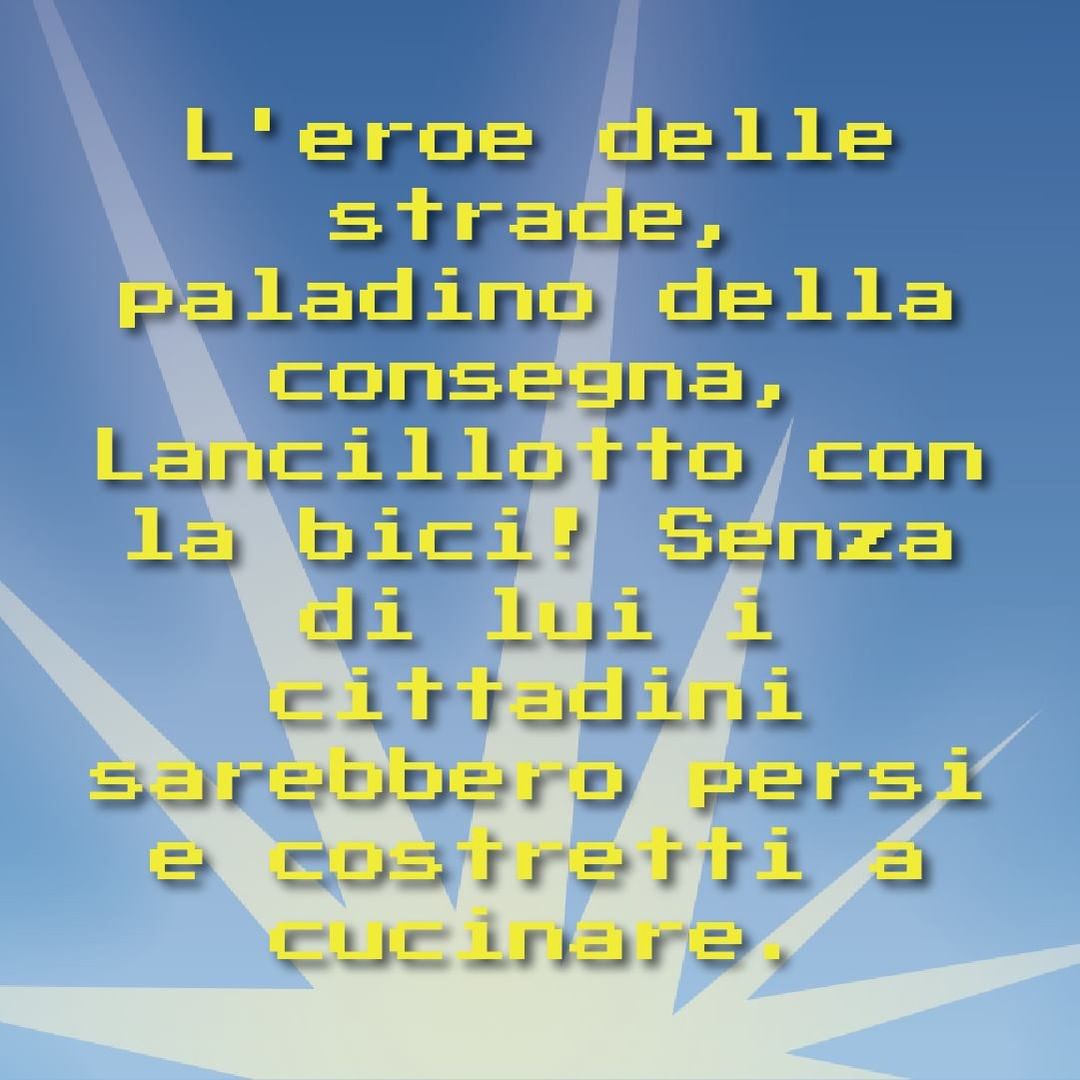 L'eroe delle
strade,
paladino della
consegna,
Lancillotto con
la bici! Senza
di lui i
cittadini
sarebbero persi
e costretti a
cucinare.